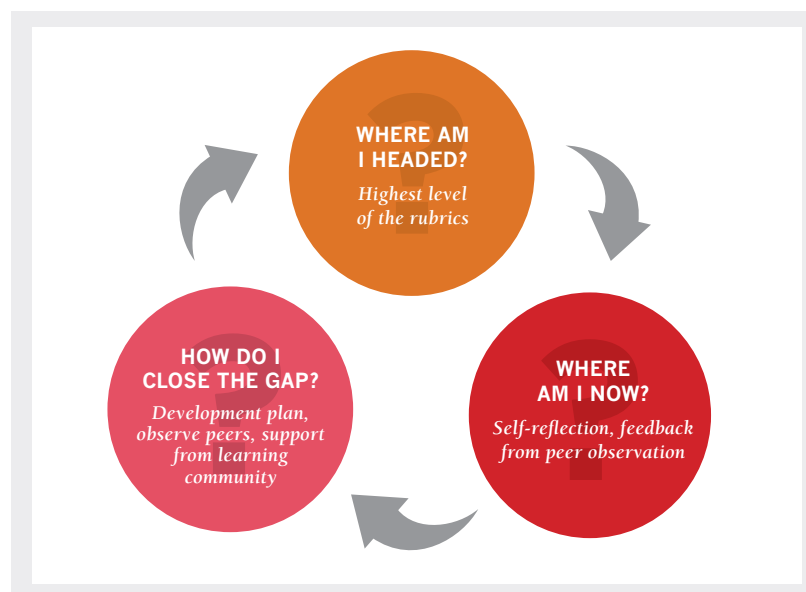 WHERE AM
I HEADED?
Highest level
of the rubrics
WHERE
AM I NOW?
Self-reflection, feedback
from peer observation
HOW DO I
CLOSE THE GAP?
Development plan,
observe peers, support
from learning
community